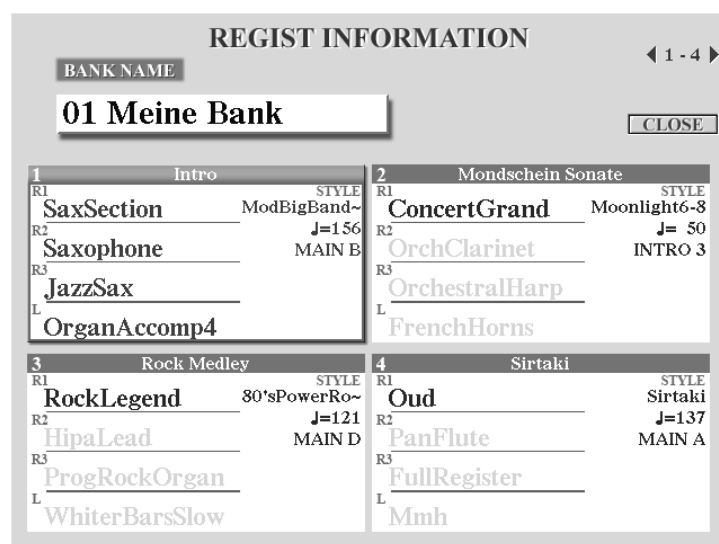 REGIST INFORMATION
1 - 4
BANK NAME
01 Meine Bank
CLOSE
1 Intro
R1 STYLE
SaxSection ModBigBand~
R2 ♩=156
Saxophone MAIN B
R3
JazzSax
L
OrganAccomp4
2 Mondschein Sonate
R1 STYLE
ConcertGrand Moonlight6-8
R2 ♩= 50
OrchClarinet INTRO 3
R3
OrchestralHarp
L
FrenchHorns
3 Rock Medley
R1 STYLE
RockLegend 80'sPowerRo~
R2 ♩=121
HipaLead MAIN D
R3
ProgRockOrgan
L
WhiterBarsSlow
4 Sirtaki
R1 STYLE
Oud Sirtaki
R2 ♩=137
PanFlute MAIN A
R3
FullRegister
L
Mmh